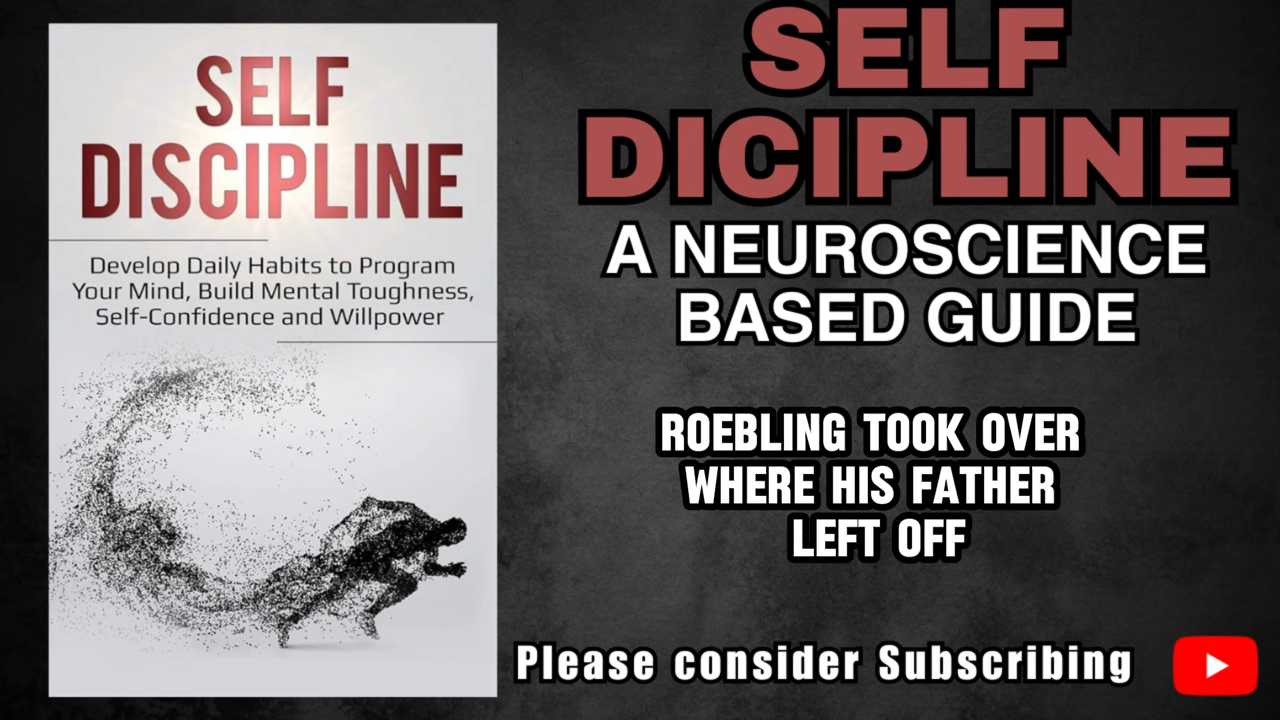 SELF
DISCIPLINE
Develop Daily Habits to Program
Your Mind, Build Mental Toughness,
Self-Confidence and Willpower
SELF
DICIPLINE
A NEUROSCIENCE
BASED GUIDE
ROEBLING TOOK OVER
WHERE HIS FATHER
LEFT OFF
Please consider Subscribing